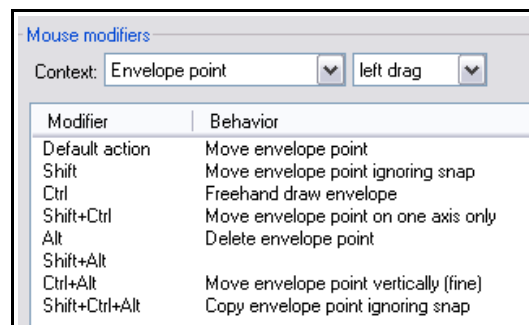 Mouse modifiers
Context: Envelope point left drag
Modifier Behavior
Default action Move envelope point
Shift Move envelope point ignoring snap
Ctrl Freehand draw envelope
Shift+Ctrl Move envelope point on one axis only
Alt Delete envelope point
Shift+Alt
Ctrl+Alt Move envelope point vertically (fine)
Shift+Ctrl+Alt Copy envelope point ignoring snap